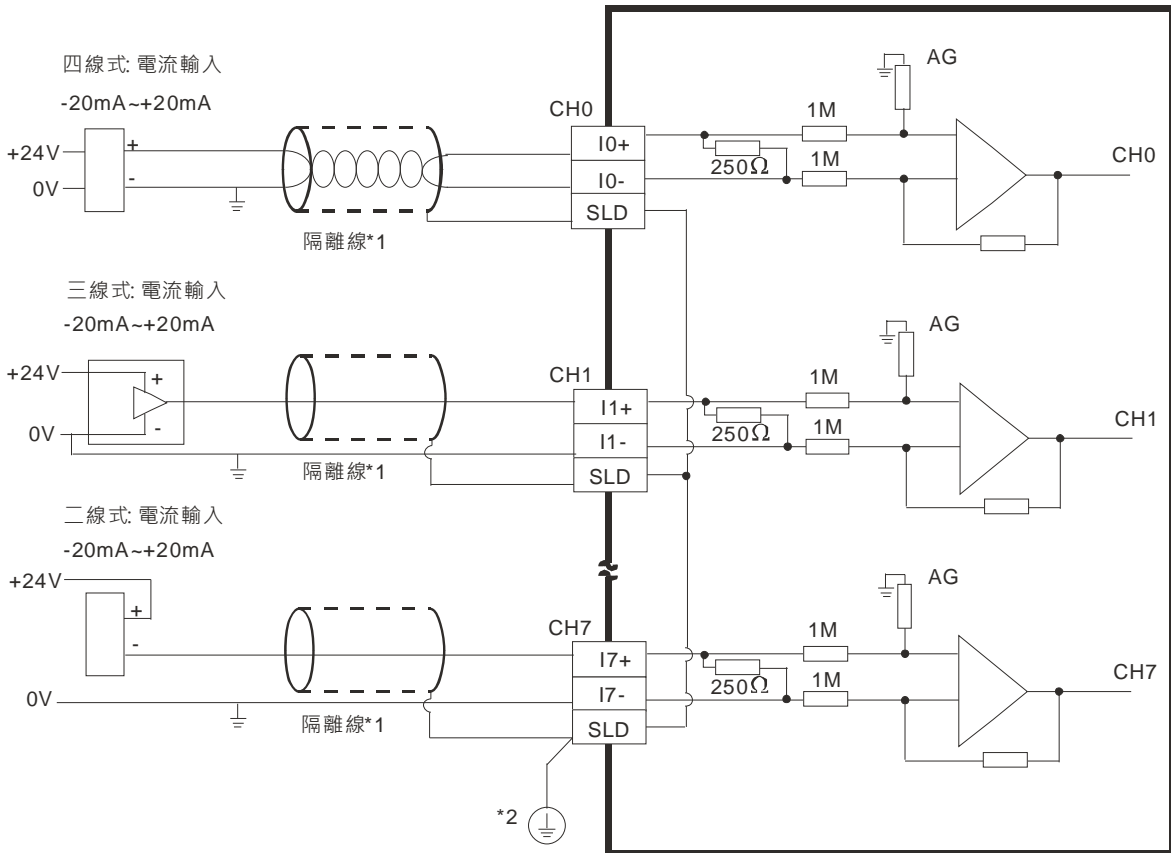 四線式: 電流輸入
-20mA~+20mA
+24V
0V
+
-
隔離線*1
CH0
I0+
I0-
SLD
250Ω
1M
1M
AG
CH0
三線式: 電流輸入
-20mA~+20mA
+24V
0V
+
-
隔離線*1
CH1
I1+
I1-
SLD
250Ω
1M
1M
AG
CH1
二線式: 電流輸入
-20mA~+20mA
+24V
0V
+
-
隔離線*1
CH7
I7+
I7-
SLD
250Ω
1M
1M
AG
CH7
*2